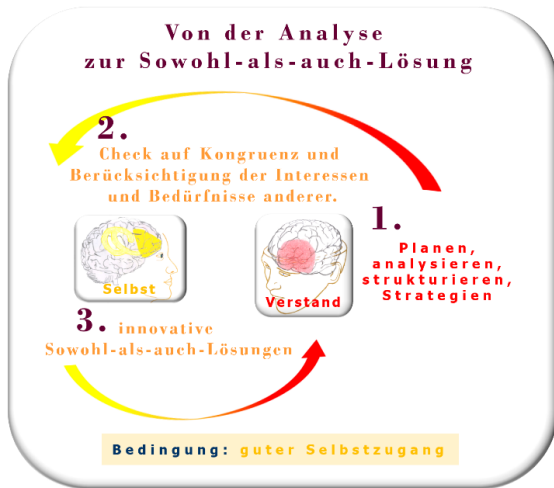 Von der Analyse
zur Sowohl-als-auch-Lösung
2.
Check auf Kongruenz und
Berücksichtigung der Interessen
und Bedürfnisse anderer.
1.
Planen,
analysieren,
strukturieren,
Strategien
Selbst
Verstand
3. innovative
Sowohl-als-auch-Lösungen
Bedingung: guter Selbstzugang